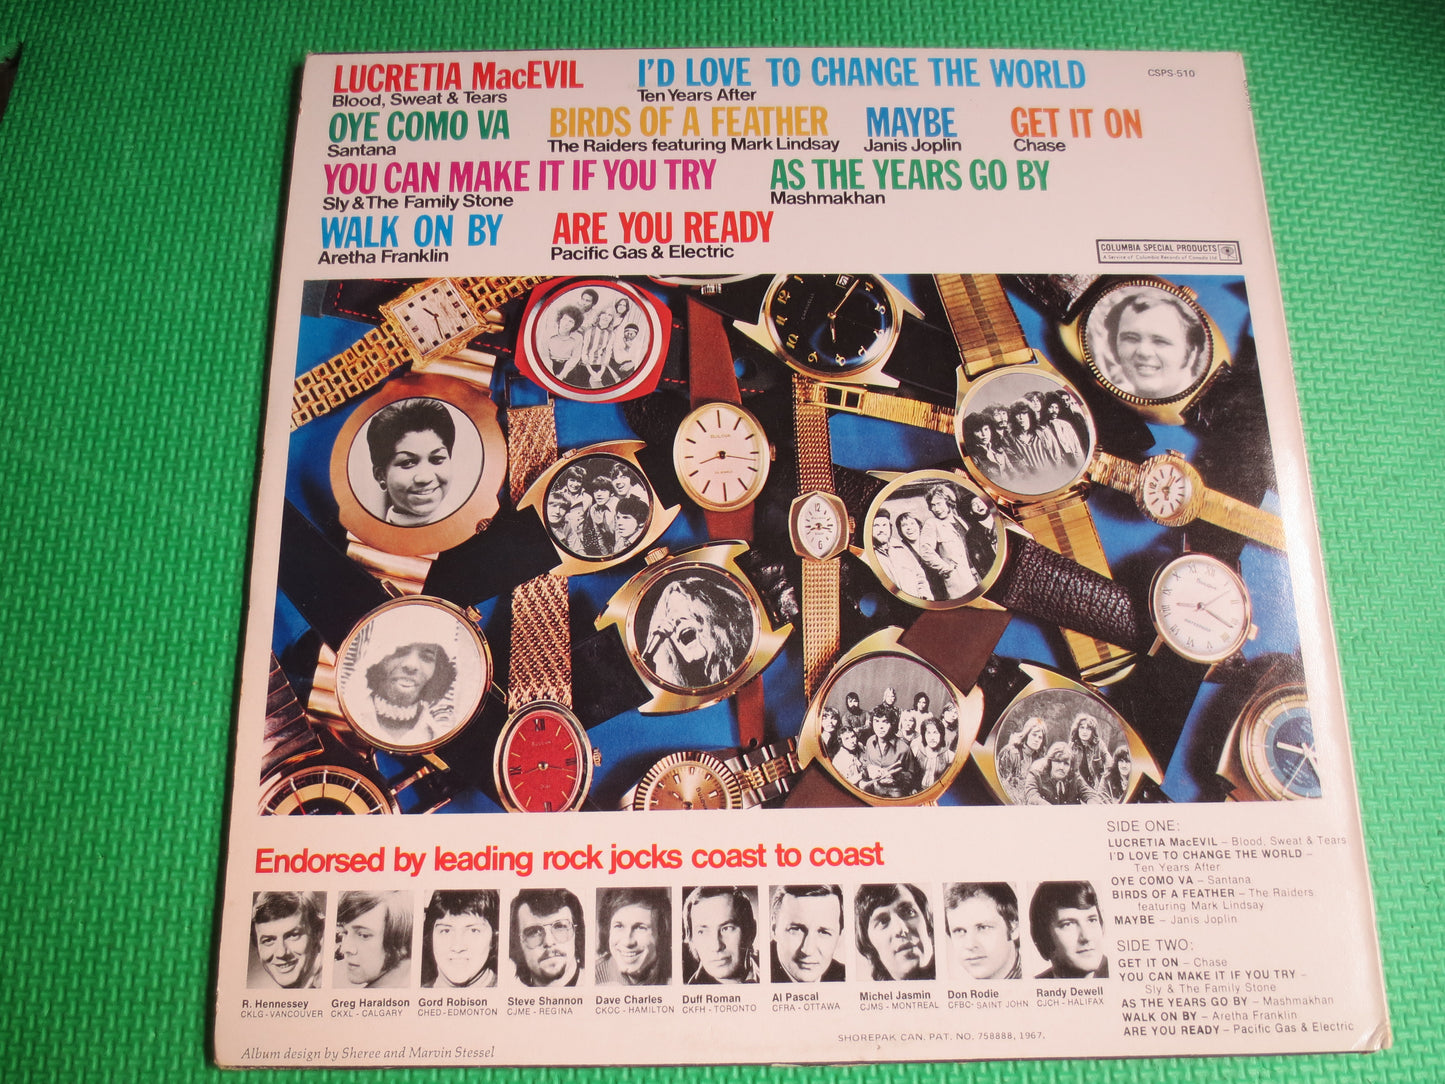 LUCRETIA MacEVIL
Blood, Sweat & Tears
I'D LOVE TO CHANGE THE WORLD
Ten Years After
CSPS-510
OYE COMO VA
Santana
BIRDS OF A FEATHER
The Raiders featuring Mark Lindsay
MAYBE
Janis Joplin
GET IT ON
Chase
YOU CAN MAKE IT IF YOU TRY
Sly & The Family Stone
AS THE YEARS GO BY
Mashmakhan
WALK ON BY
Aretha Franklin
ARE YOU READY
Pacific Gas & Electric
COLUMBIA SPECIAL PRODUCTS
A Service of Columbia Records of Canada Ltd
BULOVA
Endorsed by leading rock jocks coast to coast
R. Hennessey
CKLG - VANCOUVER
Greg Haraldson
CKXL - CALGARY
Gord Robison
CHED - EDMONTON
Steve Shannon
CJME - REGINA
Dave Charles
CKOC - HAMILTON
Duff Roman
CKFH - TORONTO
Al Pascal
CFRA - OTTAWA
Michel Jasmin
CJMS - MONTREAL
Don Rodie
CFBC - SAINT JOHN
Randy Dewell
CJCH - HALIFAX
SIDE ONE:
LUCRETIA MacEVIL – Blood, Sweat & Tears
I'D LOVE TO CHANGE THE WORLD –
Ten Years After
OYE COMO VA – Santana
BIRDS OF A FEATHER – The Raiders
featuring Mark Lindsay
MAYBE – Janis Joplin
SIDE TWO:
GET IT ON – Chase
YOU CAN MAKE IT IF YOU TRY –
Sly & The Family Stone
AS THE YEARS GO BY – Mashmakhan
WALK ON BY – Aretha Franklin
ARE YOU READY – Pacific Gas & Electric
SHOREPAK CAN. PAT. NO. 758888, 1967.
Album design by Sheree and Marvin Stessel